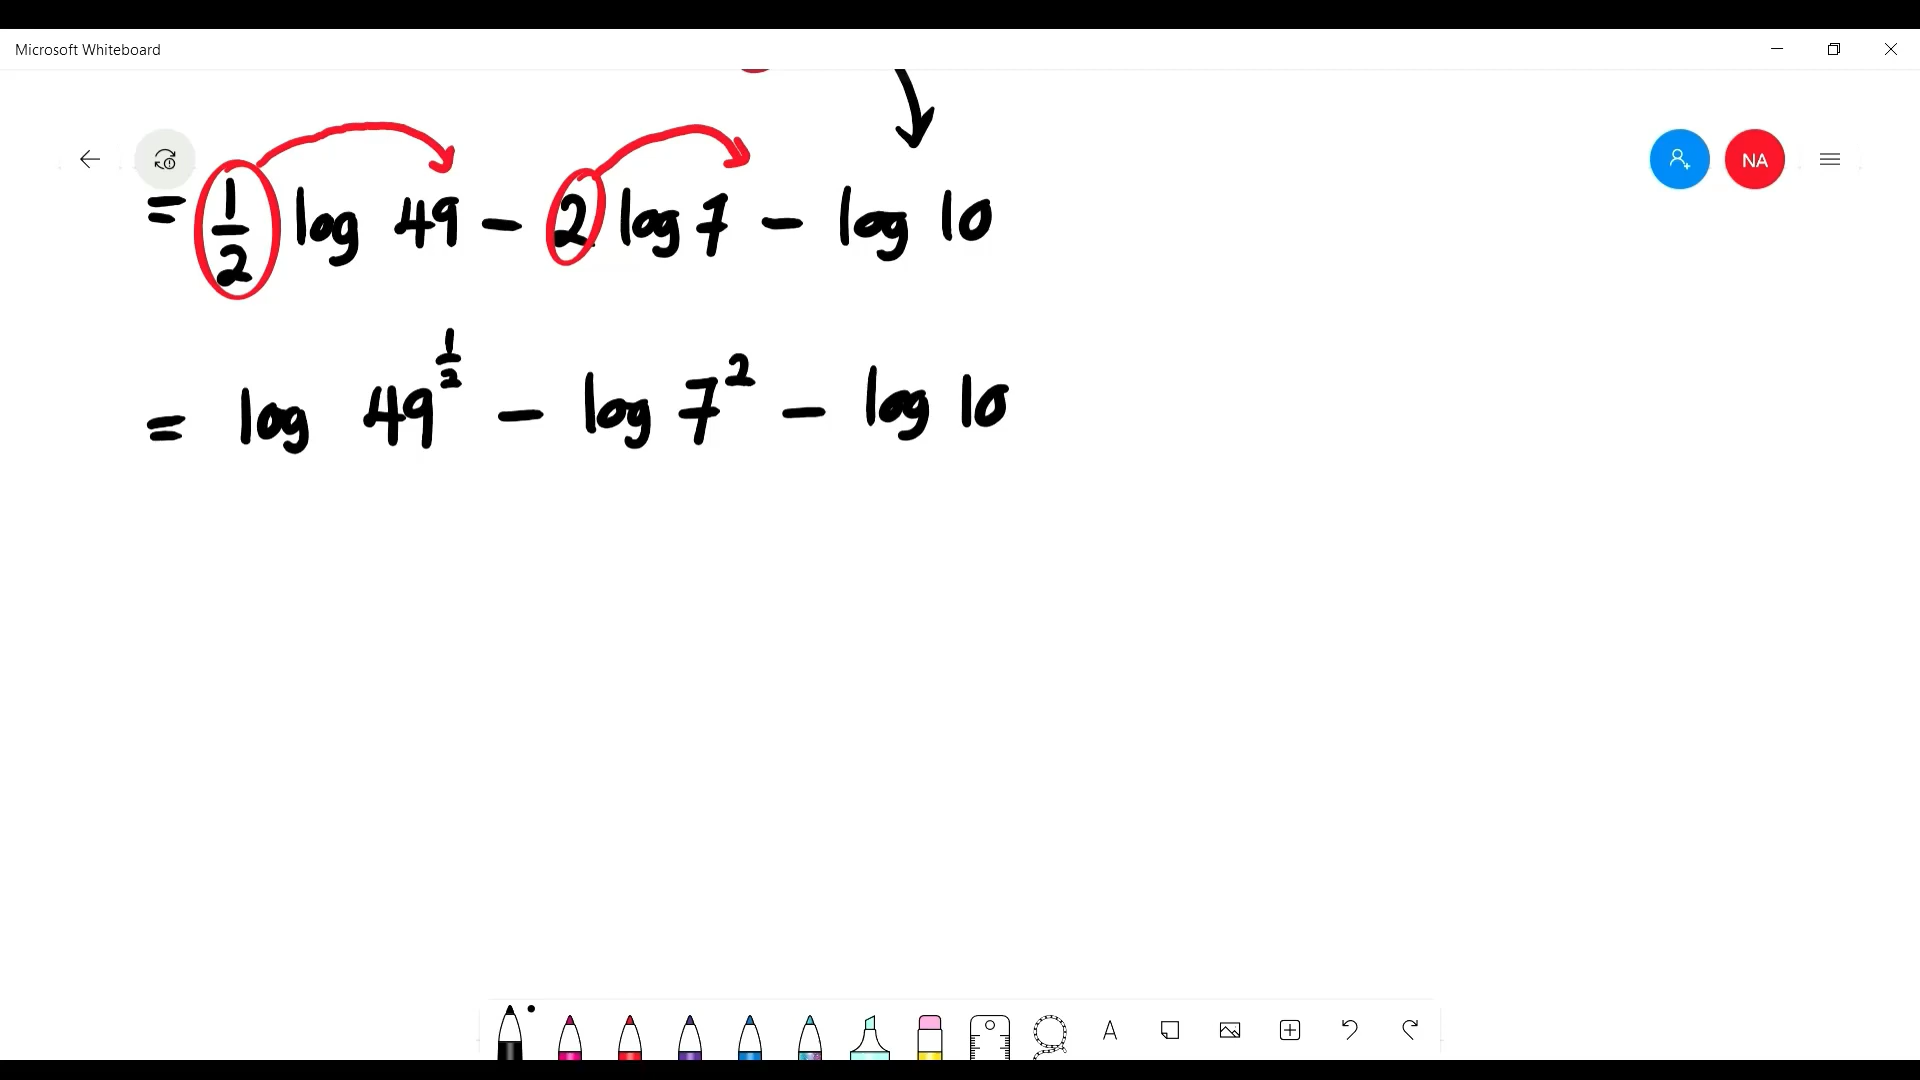 Microsoft Whiteboard
NA
= 1/2 log 49 - 2 log 7 - log 10
= log 49^1/2 - log 7^2 - log 10
A